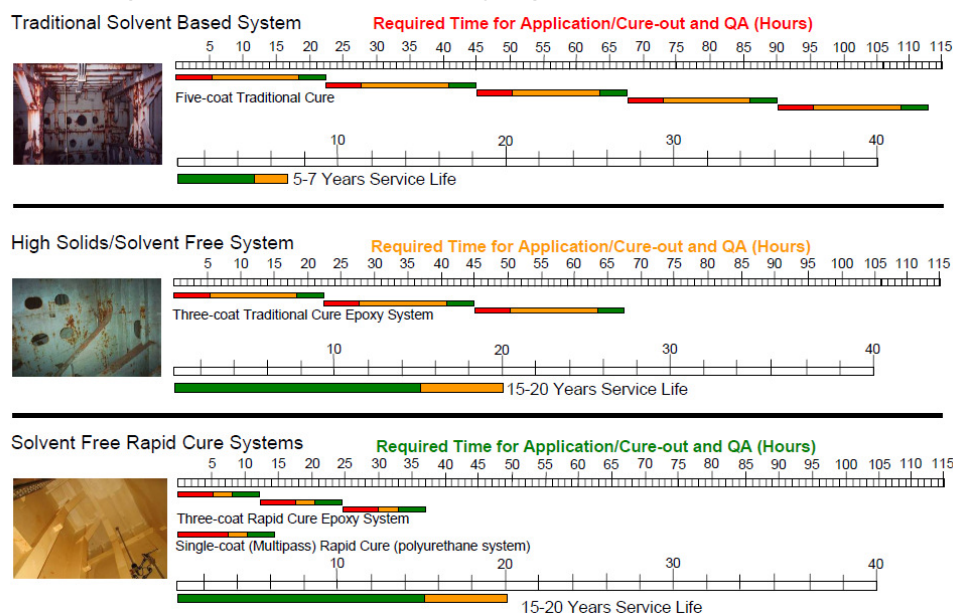 Traditional Solvent Based System
Required Time for Application/Cure-out and QA (Hours)
5 10 15 20 25 30 35 40 45 50 55 60 65 70 75 80 85 90 95 100 105 110 115
Five-coat Traditional Cure
10 20 30 40
5-7 Years Service Life
High Solids/Solvent Free System
Required Time for Application/Cure-out and QA (Hours)
5 10 15 20 25 30 35 40 45 50 55 60 65 70 75 80 85 90 95 100 105 110 115
Three-coat Traditional Cure Epoxy System
10 20 30 40
15-20 Years Service Life
Solvent Free Rapid Cure Systems
Required Time for Application/Cure-out and QA (Hours)
5 10 15 20 25 30 35 40 45 50 55 60 65 70 75 80 85 90 95 100 105 110 115
Three-coat Rapid Cure Epoxy System
Single-coat (Multipass) Rapid Cure (polyurethane system)
10 20 30 40
15-20 Years Service Life